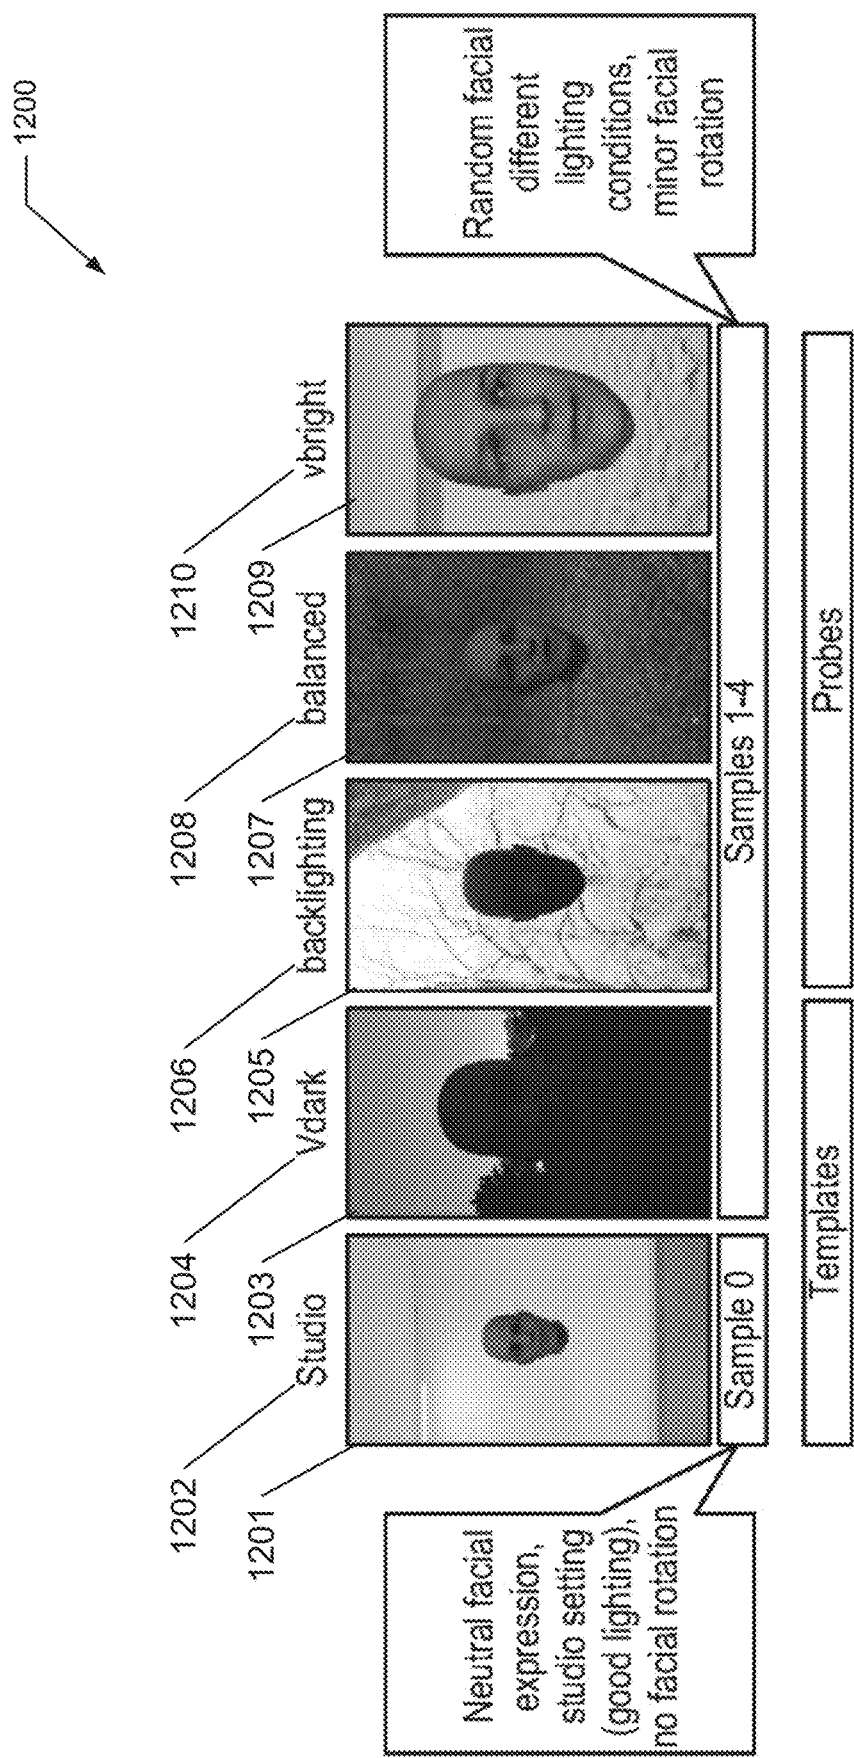 1200
1202
1204
1206
1208
1210
1201
1203
1205
1207
1209
Studio
Vdark
backlighting
balanced
vbright
Neutral facial
expression,
studio setting
(good lighting),
no facial rotation
Random facial
different
lighting
conditions,
minor facial
rotation
Sample 0
Samples 1-4
Templates
Probes